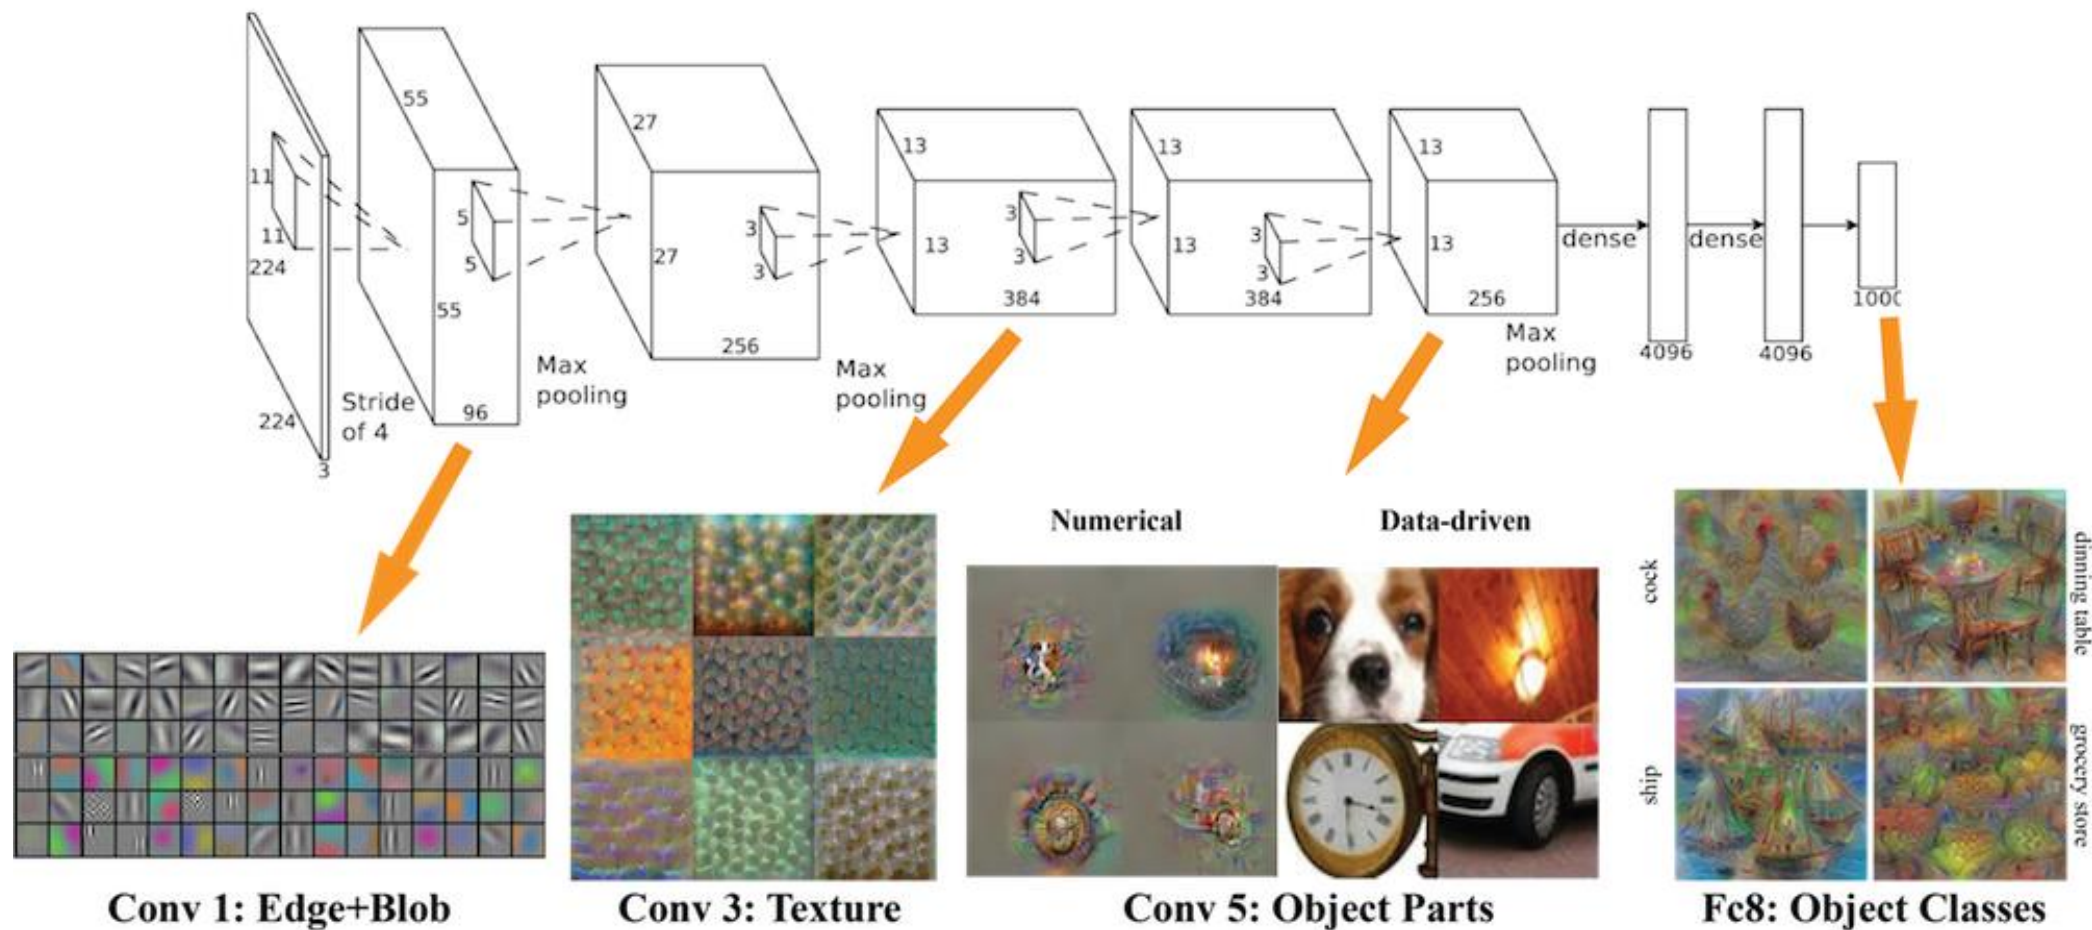 55
27
13
13
13
11
5
3
3
3
11
5
3
3
3
224
55
27
13
13
13
dense
dense
224
3
Stride
of 4
96
Max
pooling
256
Max
pooling
384
384
256
Max
pooling
4096
4096
1000
Numerical
Data-driven
cock
dinning table
ship
grocery store
Conv 1: Edge+Blob
Conv 3: Texture
Conv 5: Object Parts
Fc8: Object Classes